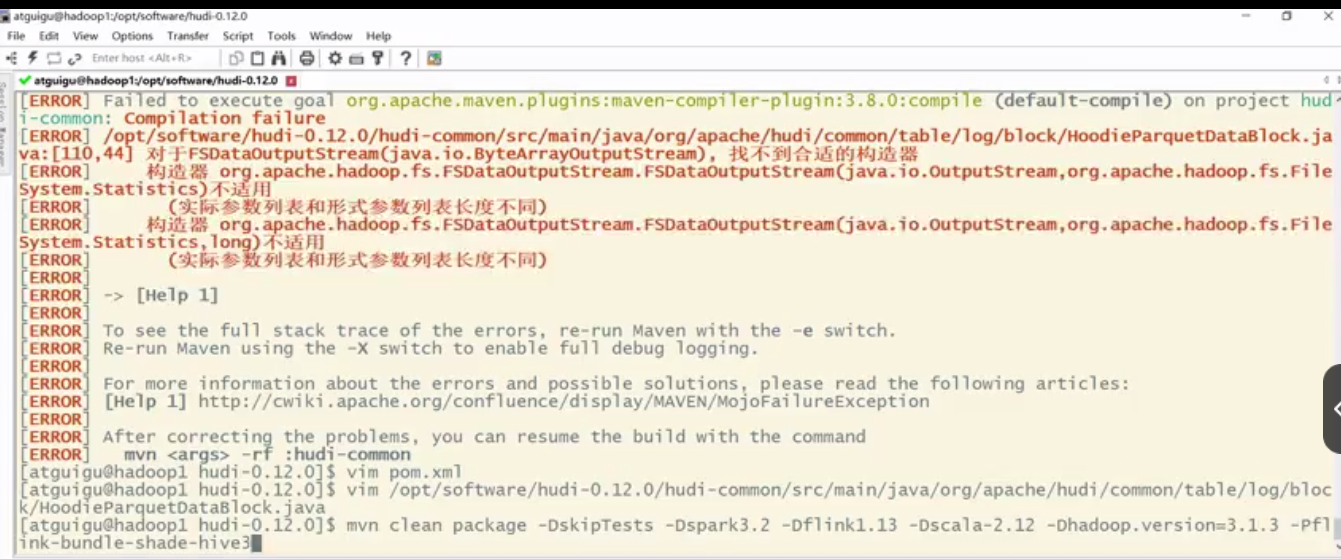 atguigu@hadoop1:/opt/software/hudi-0.12.0
File Edit View Options Transfer Script Tools Window Help
Enter host <Alt+R>
atguigu@hadoop1:/opt/software/hudi-0.12.0
[ERROR] Failed to execute goal org.apache.maven.plugins:maven-compiler-plugin:3.8.0:compile (default-compile) on project hud
i-common: Compilation failure
[ERROR] /opt/software/hudi-0.12.0/hudi-common/src/main/java/org/apache/hudi/common/table/log/block/HoodieParquetDataBlock.ja
va:[110,44] 对于FSDataOutputStream(java.io.ByteArrayOutputStream), 找不到合适的构造器
[ERROR] 构造器 org.apache.hadoop.fs.FSDataOutputStream.FSDataOutputStream(java.io.OutputStream,org.apache.hadoop.fs.File
System.Statistics)不适用
[ERROR] (实际参数列表和形式参数列表长度不同)
[ERROR] 构造器 org.apache.hadoop.fs.FSDataOutputStream.FSDataOutputStream(java.io.OutputStream,org.apache.hadoop.fs.File
System.Statistics,long)不适用
[ERROR] (实际参数列表和形式参数列表长度不同)
[ERROR]
[ERROR] -> [Help 1]
[ERROR]
[ERROR] To see the full stack trace of the errors, re-run Maven with the -e switch.
[ERROR] Re-run Maven using the -X switch to enable full debug logging.
[ERROR]
[ERROR] For more information about the errors and possible solutions, please read the following articles:
[ERROR] [Help 1] http://cwiki.apache.org/confluence/display/MAVEN/MojoFailureException
[ERROR]
[ERROR] After correcting the problems, you can resume the build with the command
[ERROR] mvn <args> -rf :hudi-common
[atguigu@hadoop1 hudi-0.12.0]$ vim pom.xml
[atguigu@hadoop1 hudi-0.12.0]$ vim /opt/software/hudi-0.12.0/hudi-common/src/main/java/org/apache/hudi/common/table/log/bloc
k/HoodieParquetDataBlock.java
[atguigu@hadoop1 hudi-0.12.0]$ mvn clean package -DskipTests -Dspark3.2 -Dflink1.13 -Dscala-2.12 -Dhadoop.version=3.1.3 -Pfl
ink-bundle-shade-hive3